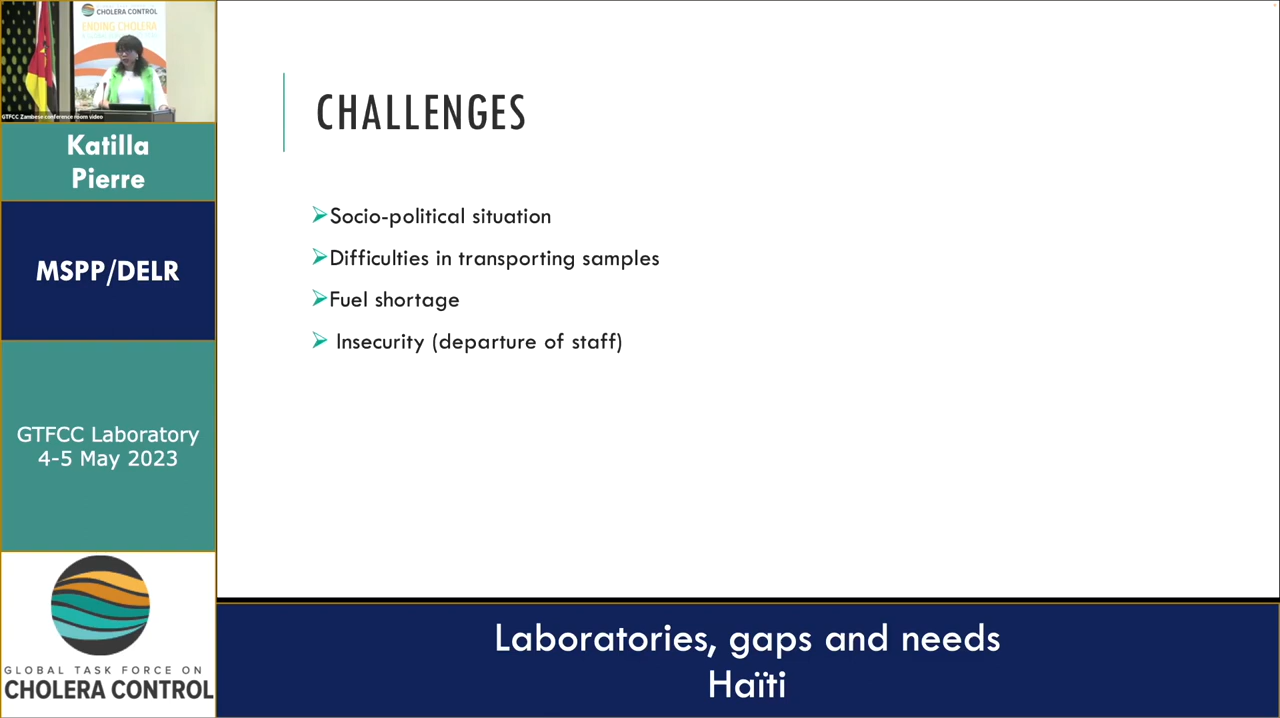 CHOLERA CONTROL
ENDING CHOLERA
GTFCC Zambese conference room video
Katilla
Pierre
MSPP/DELR
GTFCC Laboratory
4-5 May 2023
GLOBAL TASK FORCE ON
CHOLERA CONTROL
CHALLENGES
Socio-political situation
Difficulties in transporting samples
Fuel shortage
Insecurity (departure of staff)
Laboratories, gaps and needs
Haïti